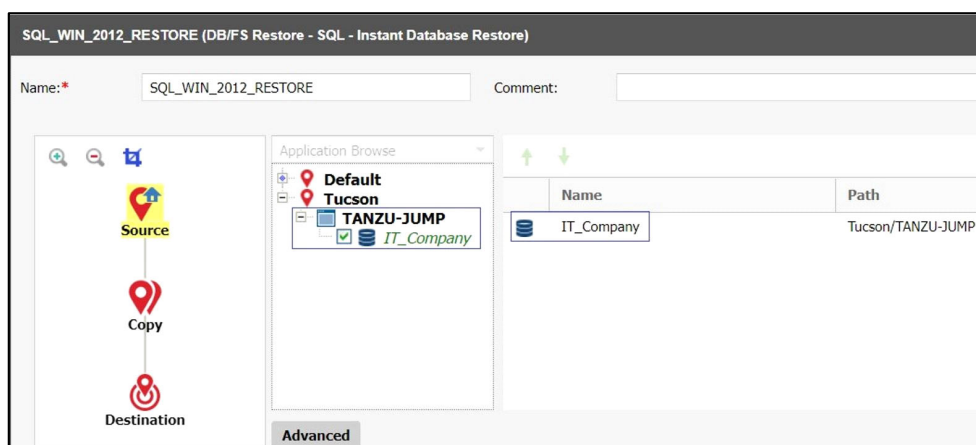 SQL_WIN_2012_RESTORE (DB/FS Restore - SQL - Instant Database Restore)
Name:* SQL_WIN_2012_RESTORE Comment:
Source
Copy
Destination
Application Browse
Default
Tucson
TANZU-JUMP
IT_Company
Advanced
Name Path
IT_Company Tucson/TANZU-JUMP